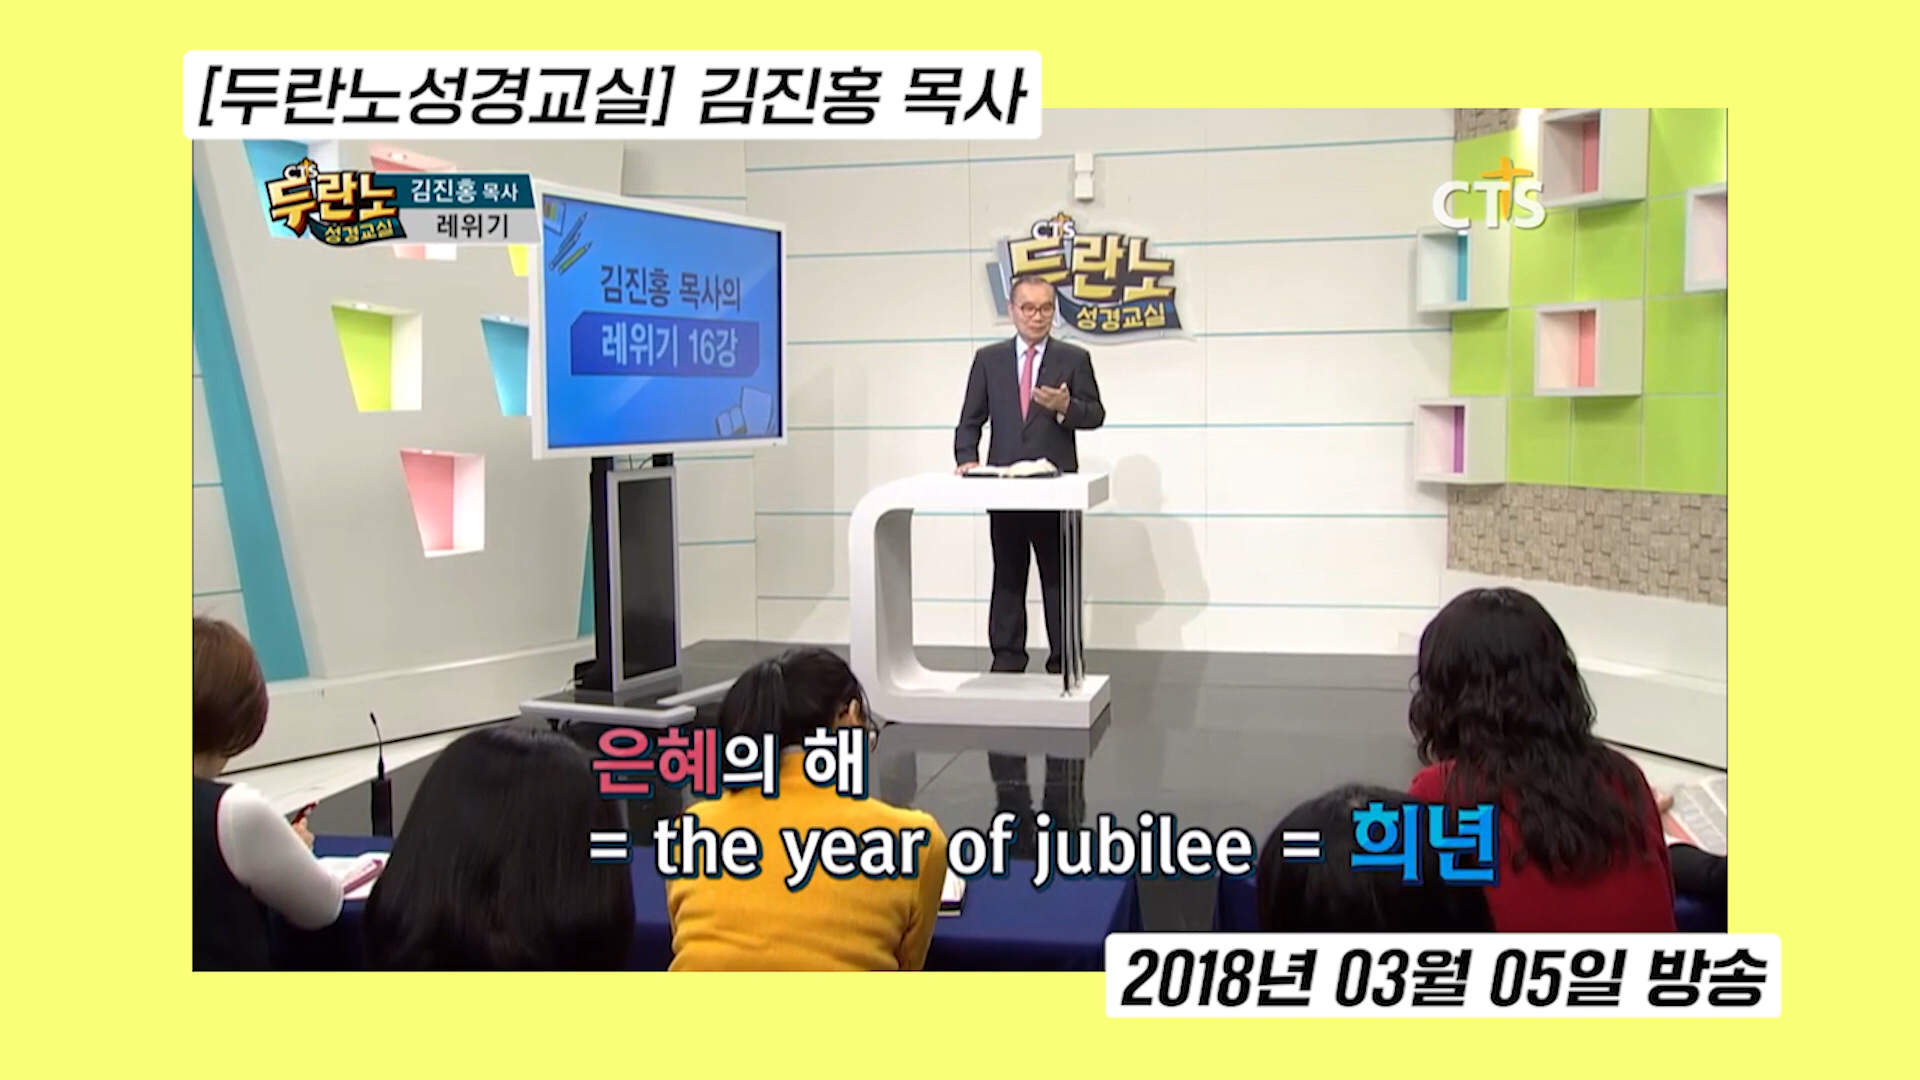 [두란노성경교실] 김진홍 목사
CTS
두란노
성경교실
김진홍 목사
레위기
김진홍 목사의
레위기 16강
CTS
두란노
성경교실
CTS
은혜의 해
= the year of jubilee = 희년
2018년 03월 05일 방송